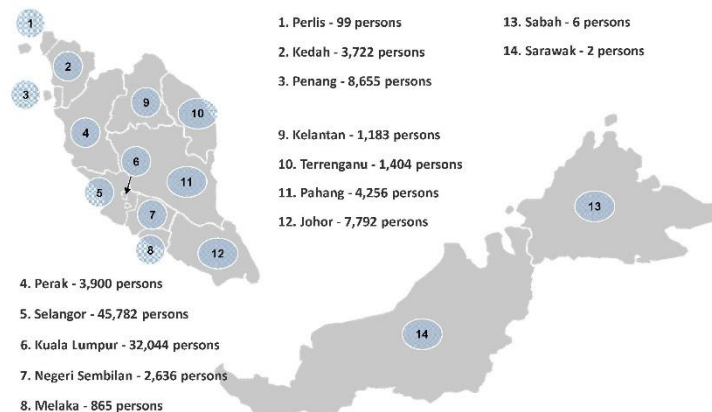 1. Perlis - 99 persons
2. Kedah - 3,722 persons
3. Penang - 8,655 persons
9. Kelantan - 1,183 persons
10. Terrenganu - 1,404 persons
11. Pahang - 4,256 persons
12. Johor - 7,792 persons
13. Sabah - 6 persons
14. Sarawak - 2 persons
4. Perak - 3,900 persons
5. Selangor - 45,782 persons
6. Kuala Lumpur - 32,044 persons
7. Negeri Sembilan - 2,636 persons
8. Melaka - 865 persons
1
2
3
9
10
4
6
5
11
7
8
12
13
14